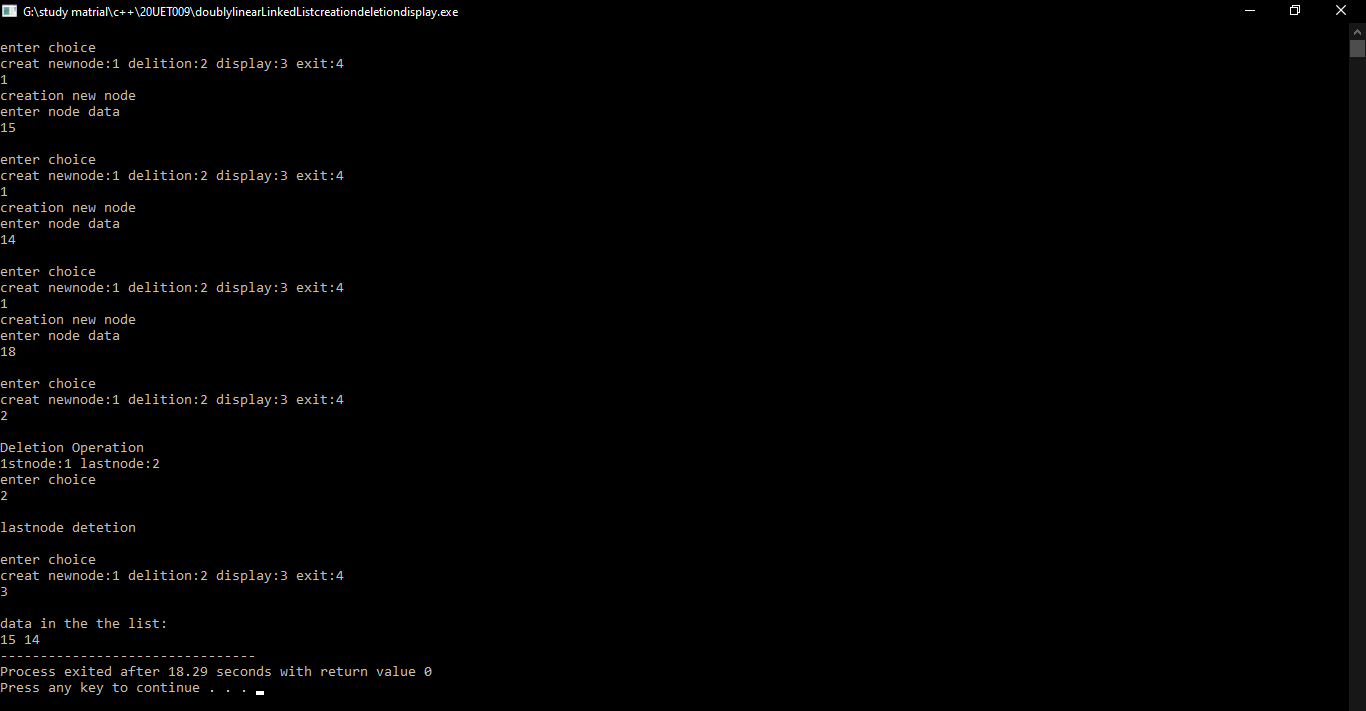 G:\study matrial\c++\20UET009\doublylinearLinkedListcreationdeletiondisplay.exe
enter choice
creat newnode:1 delition:2 display:3 exit:4
1
creation new node
enter node data
15
enter choice
creat newnode:1 delition:2 display:3 exit:4
1
creation new node
enter node data
14
enter choice
creat newnode:1 delition:2 display:3 exit:4
1
creation new node
enter node data
18
enter choice
creat newnode:1 delition:2 display:3 exit:4
2
Deletion Operation
1stnode:1 lastnode:2
enter choice
2
lastnode detetion
enter choice
creat newnode:1 delition:2 display:3 exit:4
3
data in the the list:
15 14
--------------------------------
Process exited after 18.29 seconds with return value 0
Press any key to continue . . .